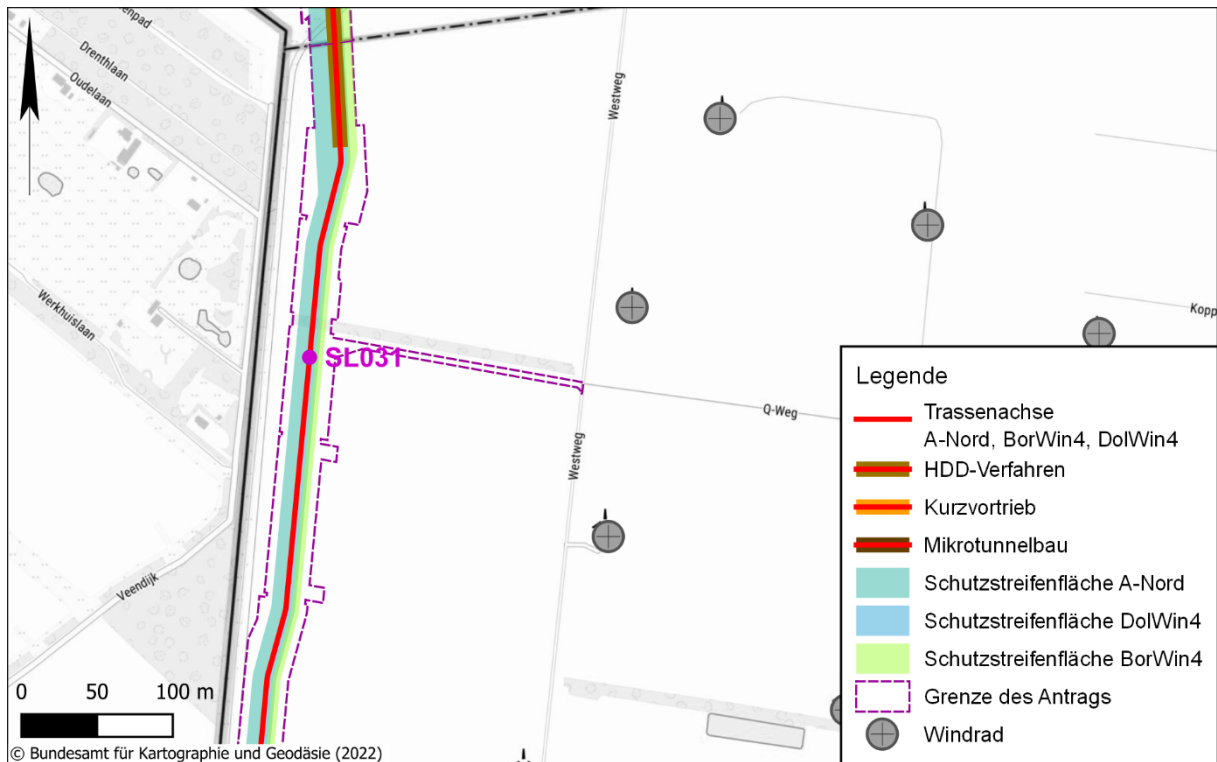 enpad
Drenthlaan
Oudelaan
Westweg
Werkhuislaan
Kopp
SL031
Q-Weg
Westweg
Veendijk
0 50 100 m
© Bundesamt für Kartographie und Geodäsie (2022)
Legende
Trassenachse
A-Nord, BorWin4, DolWin4
HDD-Verfahren
Kurzvortrieb
Mikrotunnelbau
Schutzstreifenfläche A-Nord
Schutzstreifenfläche DolWin4
Schutzstreifenfläche BorWin4
Grenze des Antrags
Windrad